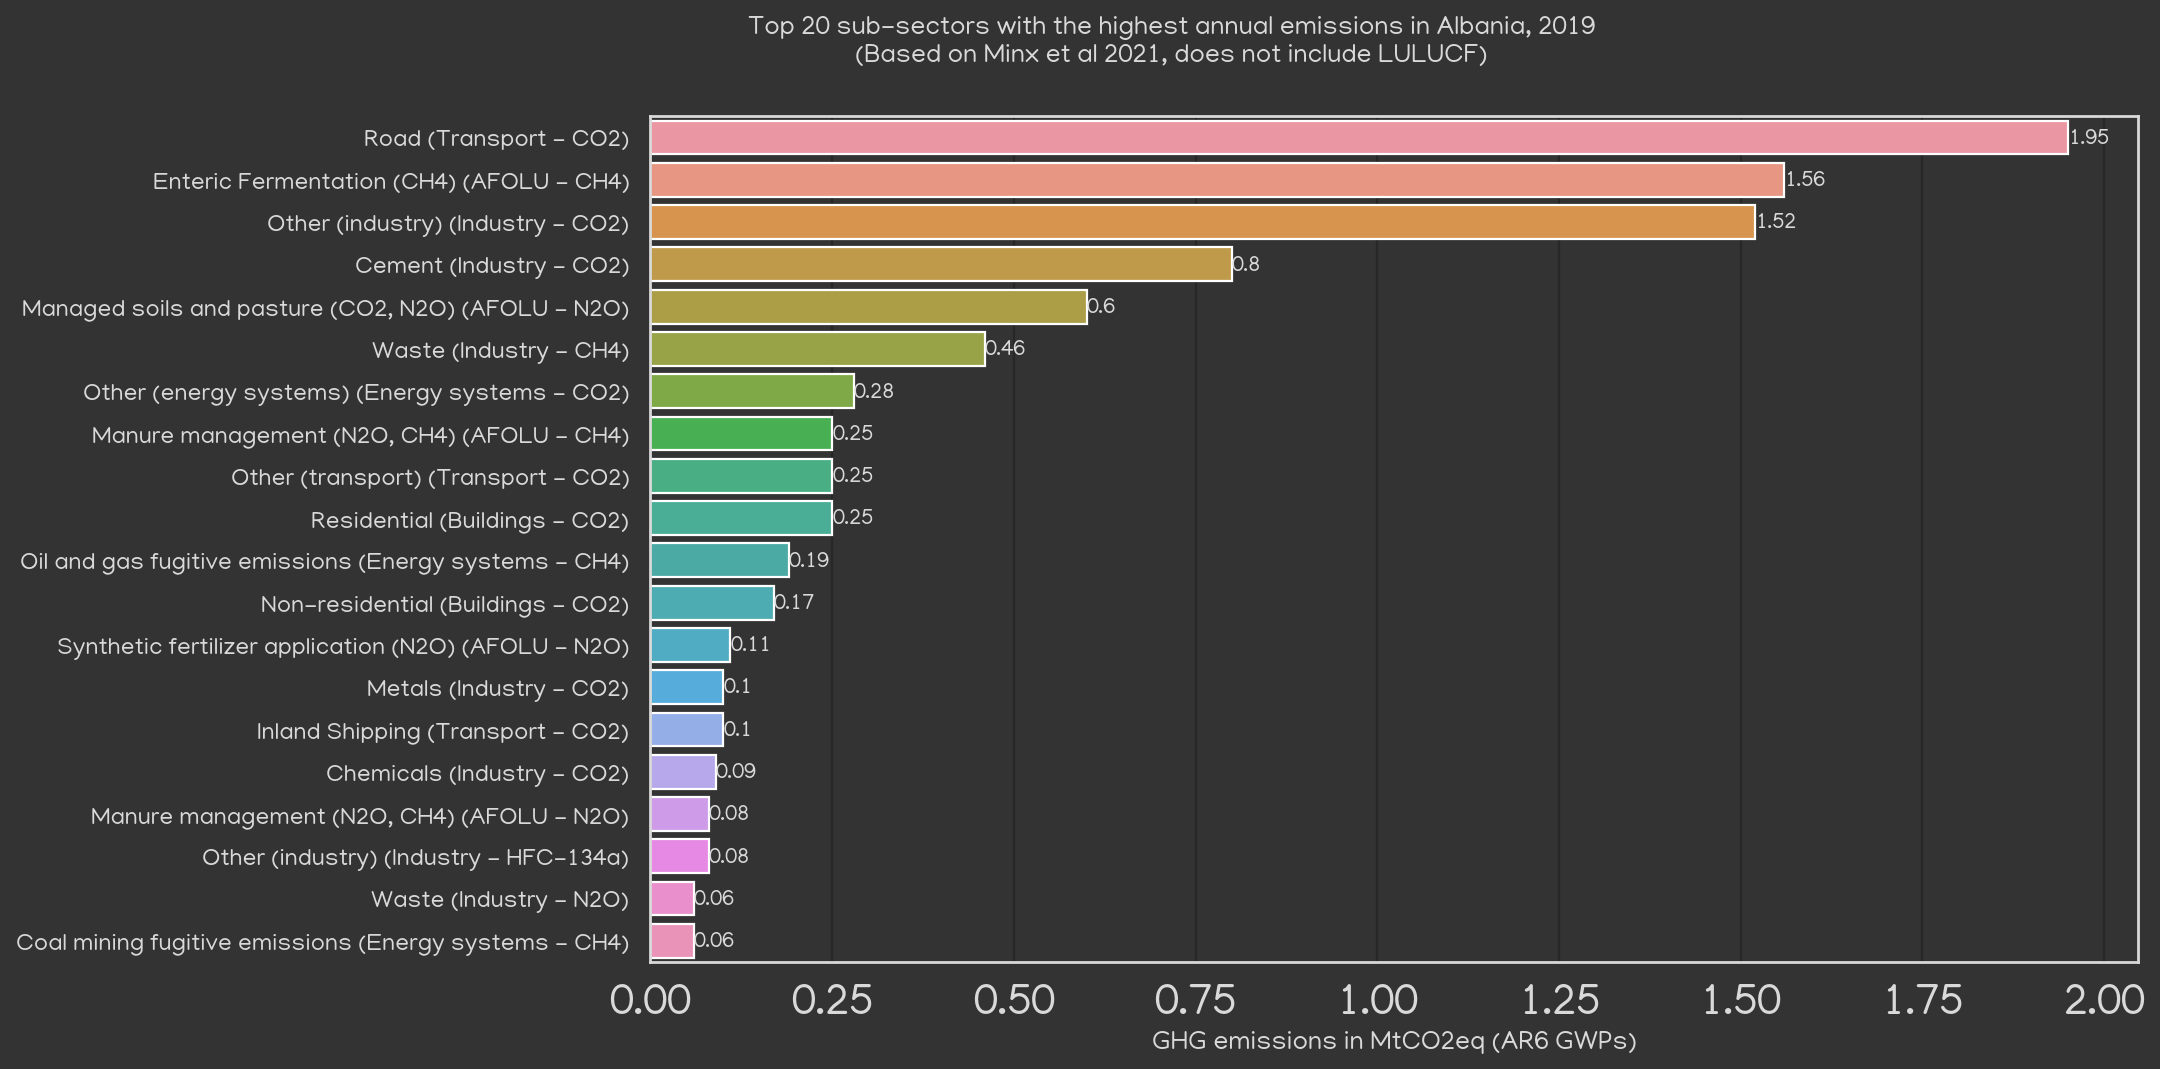 Top 20 sub-sectors with the highest annual emissions in Albania, 2019
(Based on Minx et al 2021, does not include LULUCF)
Road (Transport - CO2) 1.95
Enteric Fermentation (CH4) (AFOLU - CH4) 1.56
Other (industry) (Industry - CO2) 1.52
Cement (Industry - CO2) 0.8
Managed soils and pasture (CO2, N2O) (AFOLU - N2O) 0.6
Waste (Industry - CH4) 0.46
Other (energy systems) (Energy systems - CO2) 0.28
Manure management (N2O, CH4) (AFOLU - CH4) 0.25
Other (transport) (Transport - CO2) 0.25
Residential (Buildings - CO2) 0.25
Oil and gas fugitive emissions (Energy systems - CH4) 0.19
Non-residential (Buildings - CO2) 0.17
Synthetic fertilizer application (N2O) (AFOLU - N2O) 0.11
Metals (Industry - CO2) 0.1
Inland Shipping (Transport - CO2) 0.1
Chemicals (Industry - CO2) 0.09
Manure management (N2O, CH4) (AFOLU - N2O) 0.08
Other (industry) (Industry - HFC-134a) 0.08
Waste (Industry - N2O) 0.06
Coal mining fugitive emissions (Energy systems - CH4) 0.06
0.00 0.25 0.50 0.75 1.00 1.25 1.50 1.75 2.00
GHG emissions in MtCO2eq (AR6 GWPs)